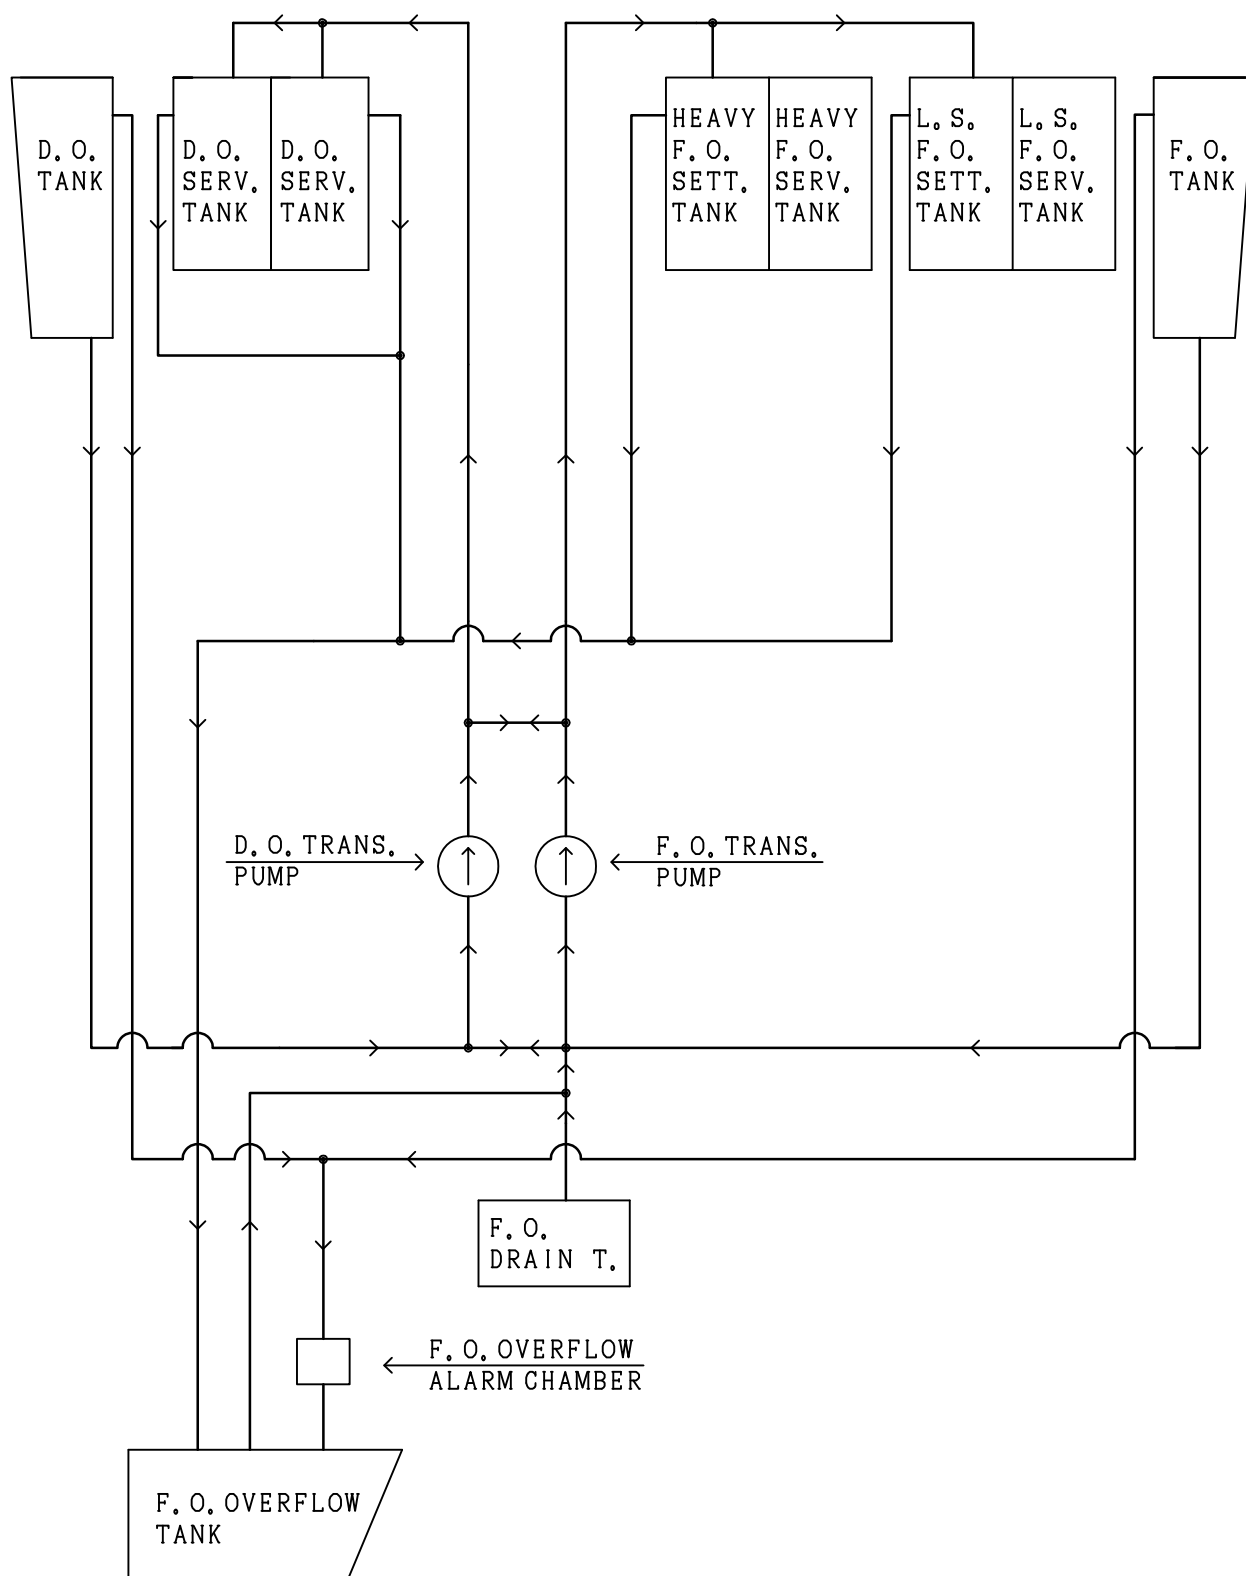 D. O.
TANK
D. O.
SERV.
TANK
D. O.
SERV.
TANK
HEAVY
F. O.
SETT.
TANK
HEAVY
F. O.
SERV.
TANK
L. S.
F. O.
SETT.
TANK
L. S.
F. O.
SERV.
TANK
F. O.
TANK
D. O. TRANS.
PUMP
F. O. TRANS.
PUMP
F. O.
DRAIN T.
F. O. OVERFLOW
ALARM CHAMBER
F. O. OVERFLOW
TANK